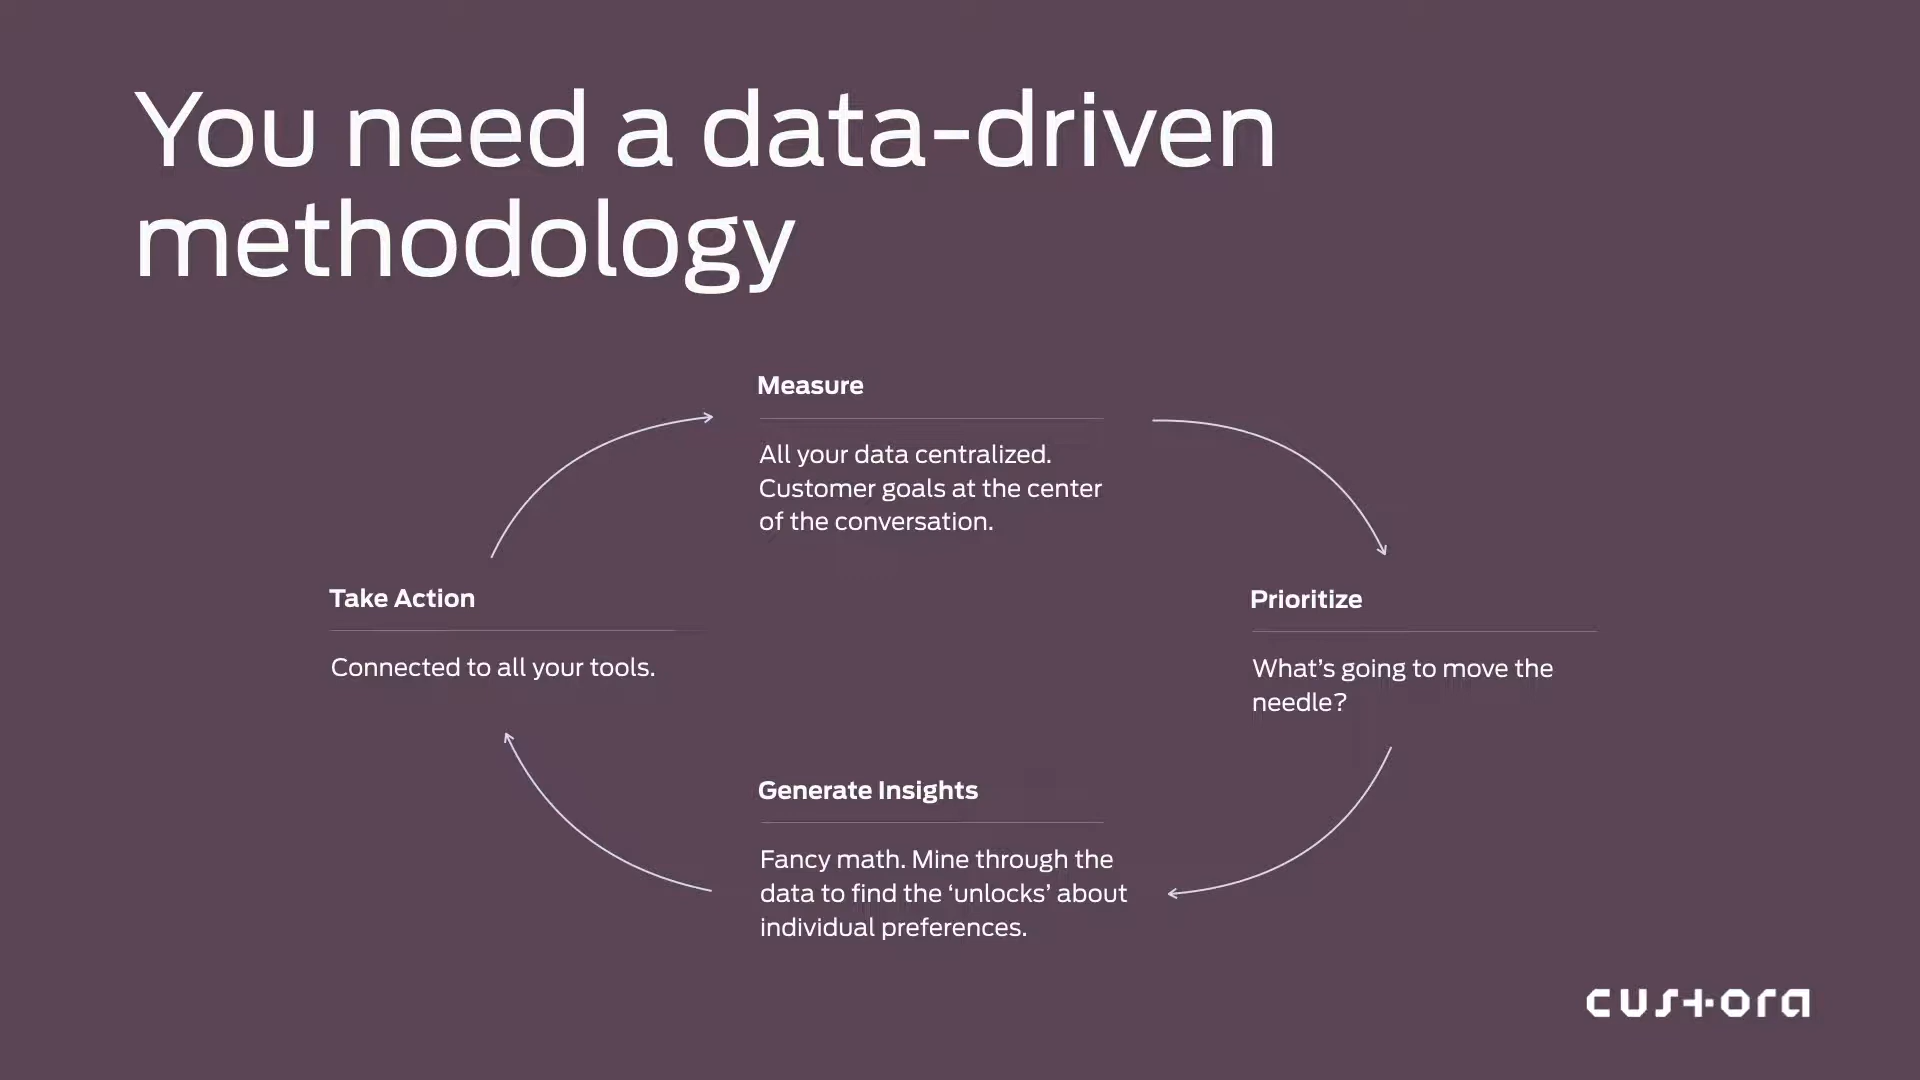 You need a data-driven
methodology
Measure
All your data centralized.
Customer goals at the center
of the conversation.
Prioritize
What’s going to move the
needle?
Generate Insights
Fancy math. Mine through the
data to find the ‘unlocks’ about
individual preferences.
Take Action
Connected to all your tools.
custora